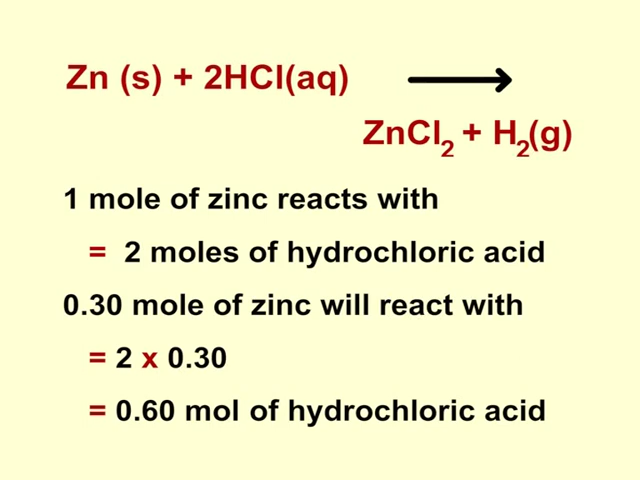 Zn (s) + 2HCl(aq) ⟶
ZnCl₂ + H₂(g)
1 mole of zinc reacts with
= 2 moles of hydrochloric acid
0.30 mole of zinc will react with
= 2 x 0.30
= 0.60 mol of hydrochloric acid